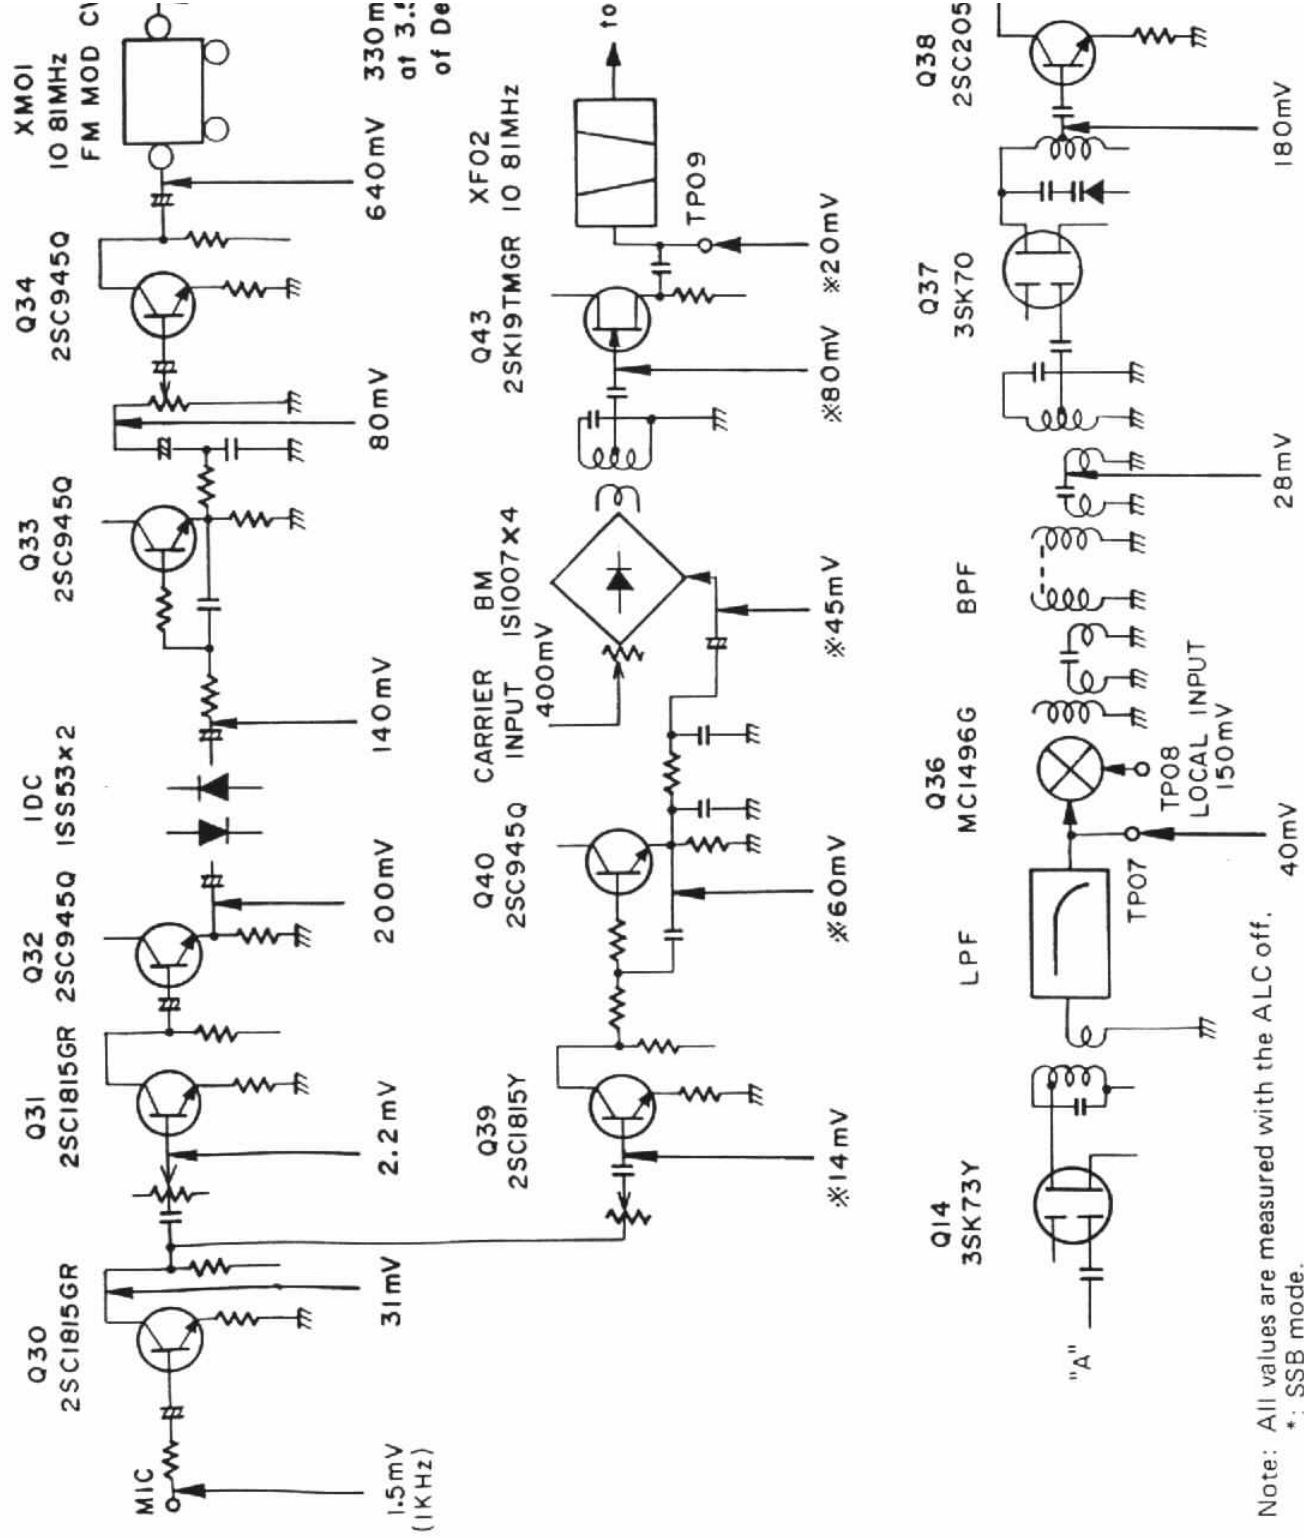 MIC
1.5mV
(1KHz)
Q30
2SC1815GR
31mV
Q31
2SC1815GR
2.2mV
Q32
2SC945Q
200mV
IDC
1SS53x2
140mV
Q33
2SC945Q
80mV
Q34
2SC945Q
640mV
XM01
10 81MHz
FM MOD
330m
at 3.5
of De
Q39
2SC1815Y
※14mV
Q40
2SC945Q
※60mV
CARRIER
INPUT
400mV
BM
IS1007x4
※45mV
Q43
2SK19TMGR
※80mV
XF02
10 81MHz
TP09
※20mV
to
"A"
Q14
3SK73Y
LPF
TP07
40mV
Q36
MC1496G
TP08
LOCAL INPUT
150mV
BPF
28mV
Q37
3SK70
Q38
2SC205
180mV
Note: All values are measured with the ALC off.
*: SSB mode.